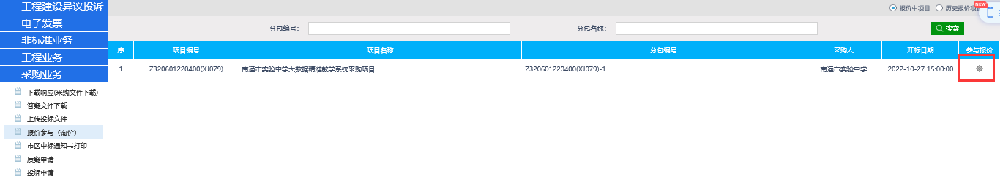 工程建设异议投诉
电子发票
非标准业务
工程业务
采购业务
下载响应(采购文件下载)
答疑文件下载
上传投标文件
报价参与（询价）
市区中标通知书打印
质疑申请
投诉申请
报价中项目 历史报价项目
NEW
分包编号： 分包名称： 搜索
序 项目编号 项目名称 分包编号 采购人 开标日期 参与报价
1 Z320601220400(XJ079) 南通市实验中学大数据精准教学系统采购项目 Z320601220400(XJ079)-1 南通市实验中学 2022-10-27 15:00:00